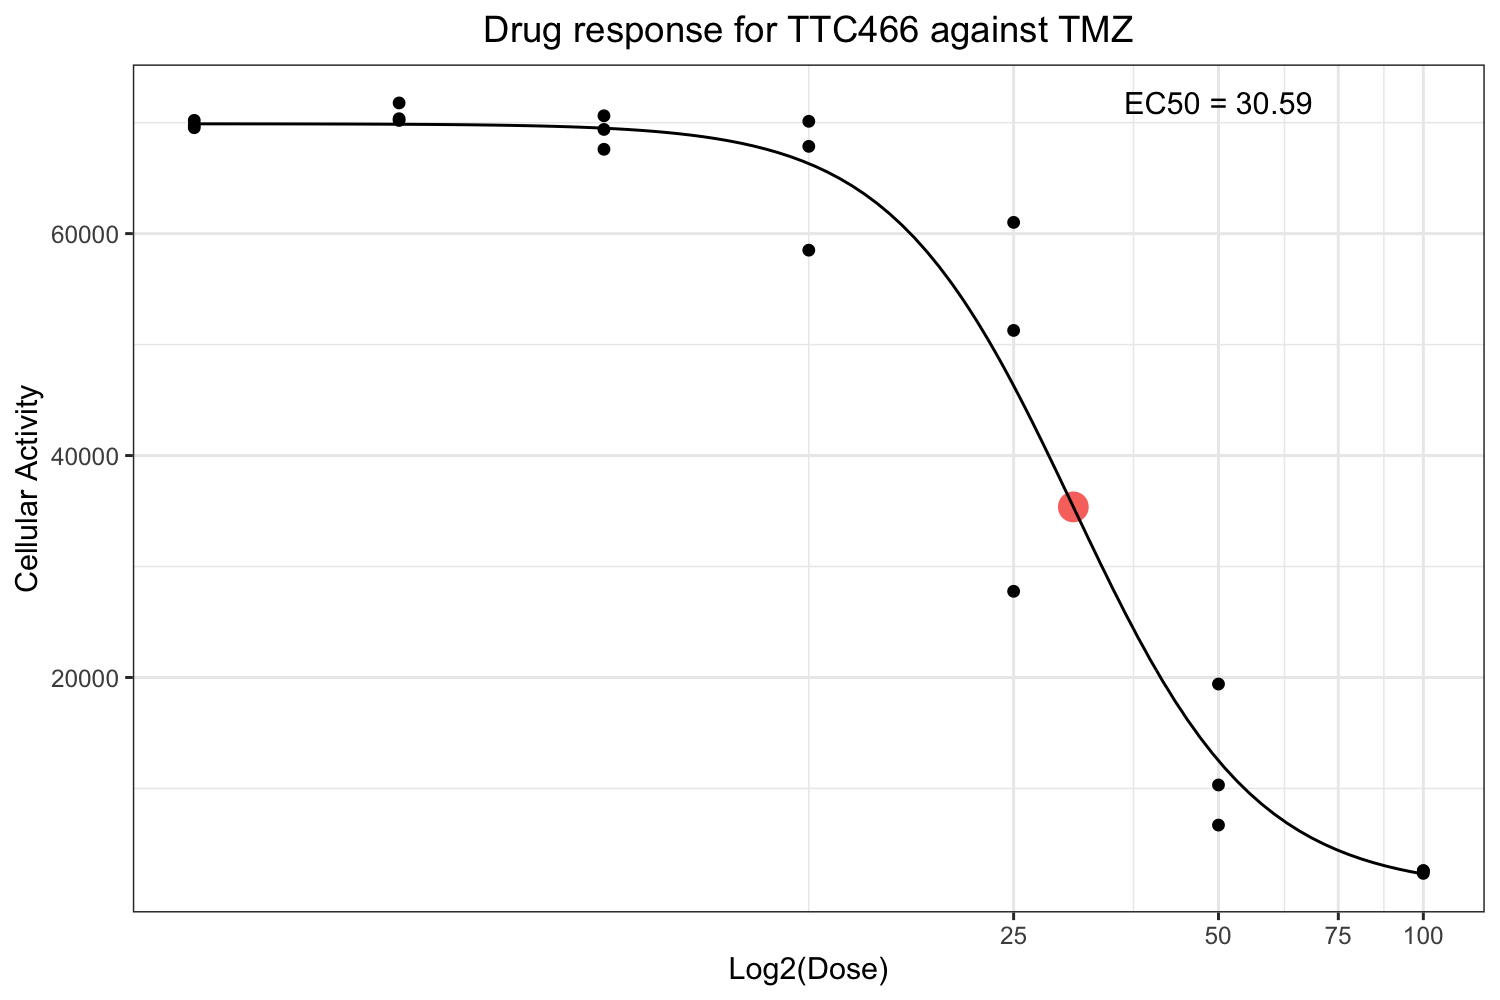 Drug response for TTC466 against TMZ
EC50 = 30.59
60000
40000
20000
Cellular Activity
25 50 75 100
Log2(Dose)